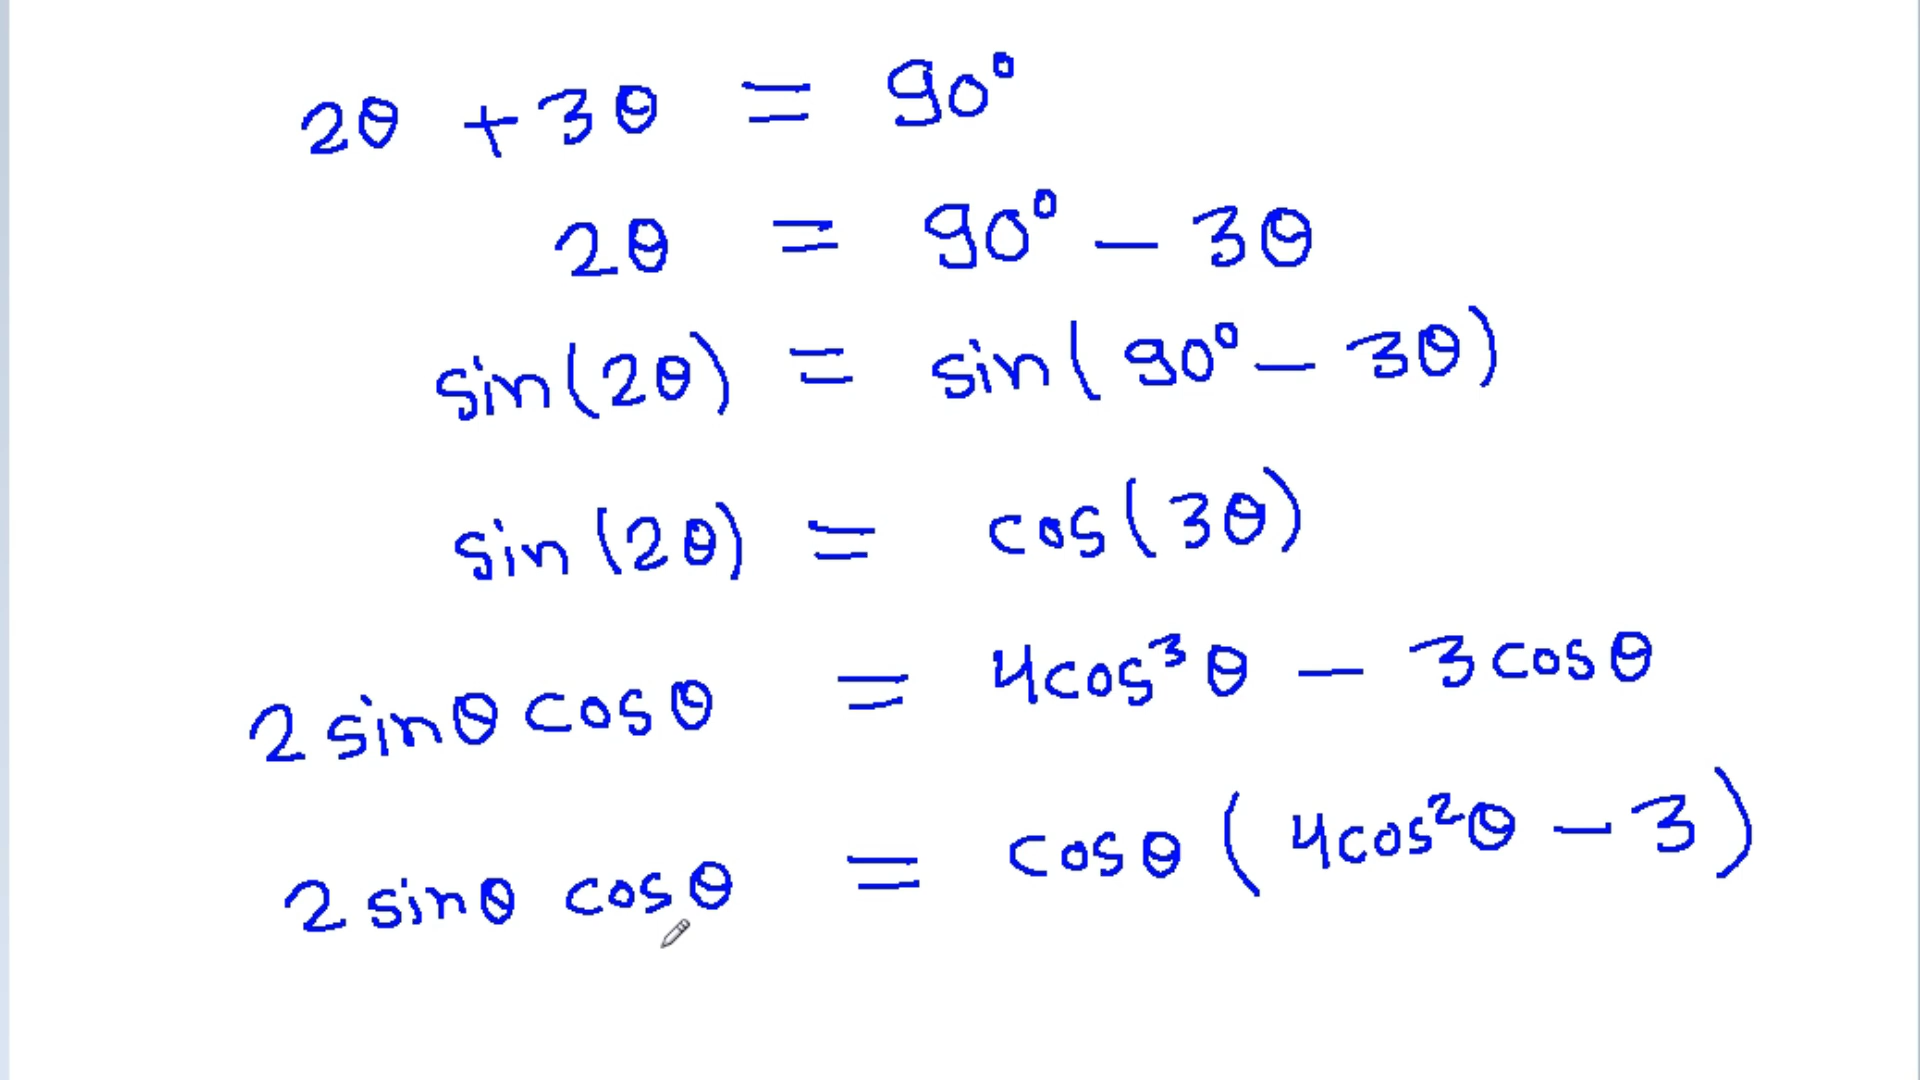 2θ + 3θ = 90°
2θ = 90° − 3θ
sin(2θ) = sin(90° − 3θ)
sin(2θ) = cos(3θ)
2 sinθ cosθ = 4cos³θ − 3cosθ
2 sinθ cosθ = cosθ (4cos²θ − 3)